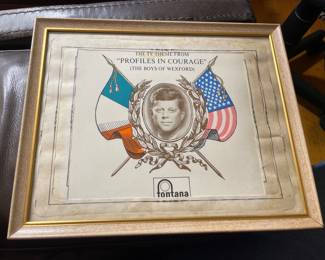 THE TV THEME FROM
"PROFILES IN COURAGE"
(THE BOYS OF WEXFORD)
fontana